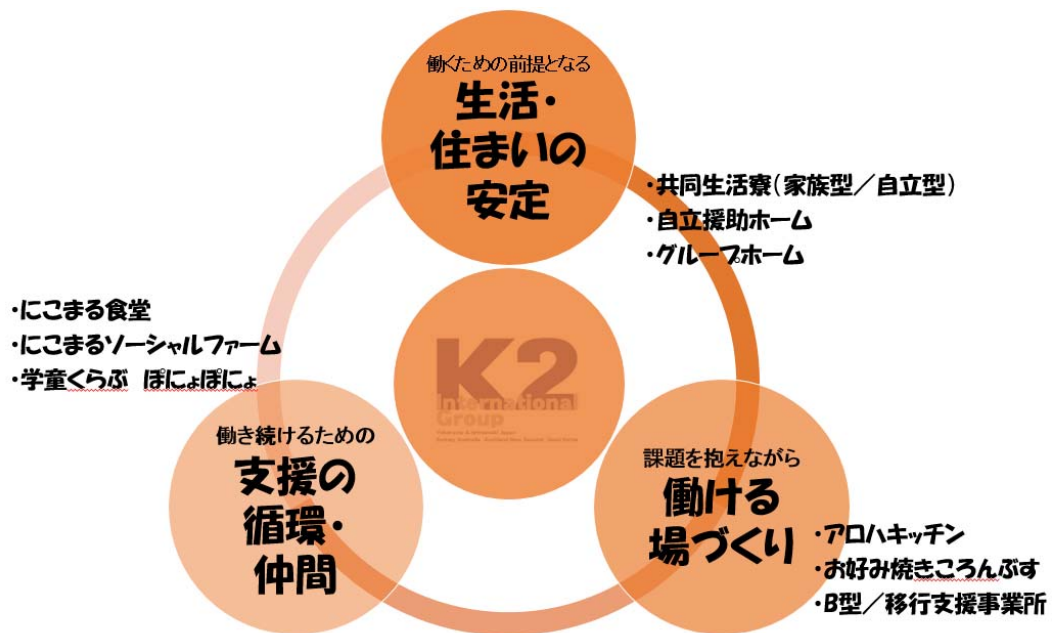 働くための前提となる
生活・
住まいの
安定
・共同生活寮(家族型／自立型)
・自立援助ホーム
・グループホーム
・にこまる食堂
・にこまるソーシャルファーム
・学童くらぶ ぽにょぽにょ
K2
International
Group
働き続けるための
支援の
循環・
仲間
課題を抱えながら
働ける
場づくり
・アロハキッチン
・お好み焼きころんぶす
・B型／移行支援事業所